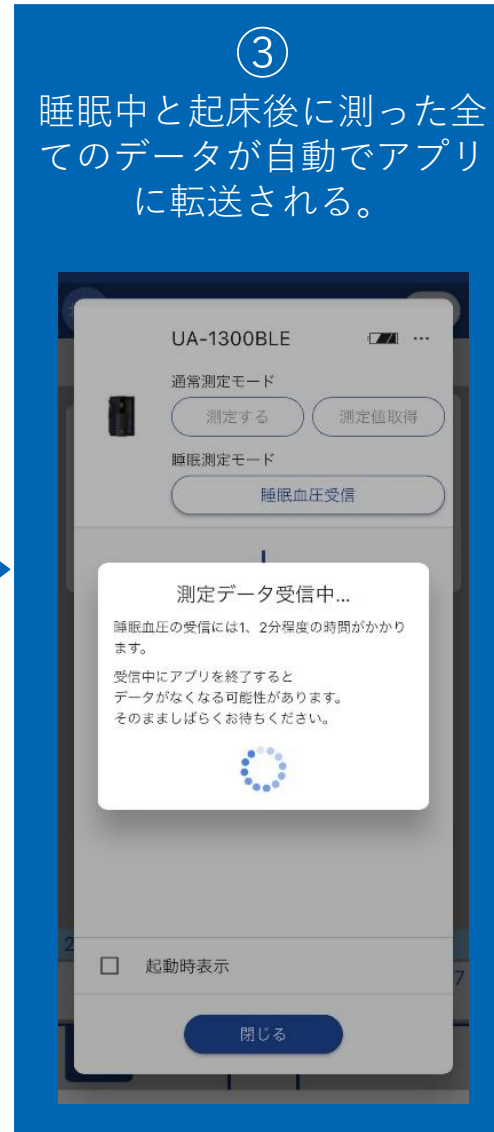 ③
睡眠中と起床後に測った全
てのデータが自動でアプリ
に転送される。
UA-1300BLE ...
通常測定モード
測定する 測定値取得
睡眠測定モード
睡眠血圧受信
測定データ受信中...
睡眠血圧の受信には1、2分程度の時間がかかり
ます。
受信中にアプリを終了すると
データがなくなる可能性があります。
そのまましばらくお待ちください。
2
起動時表示
7
閉じる